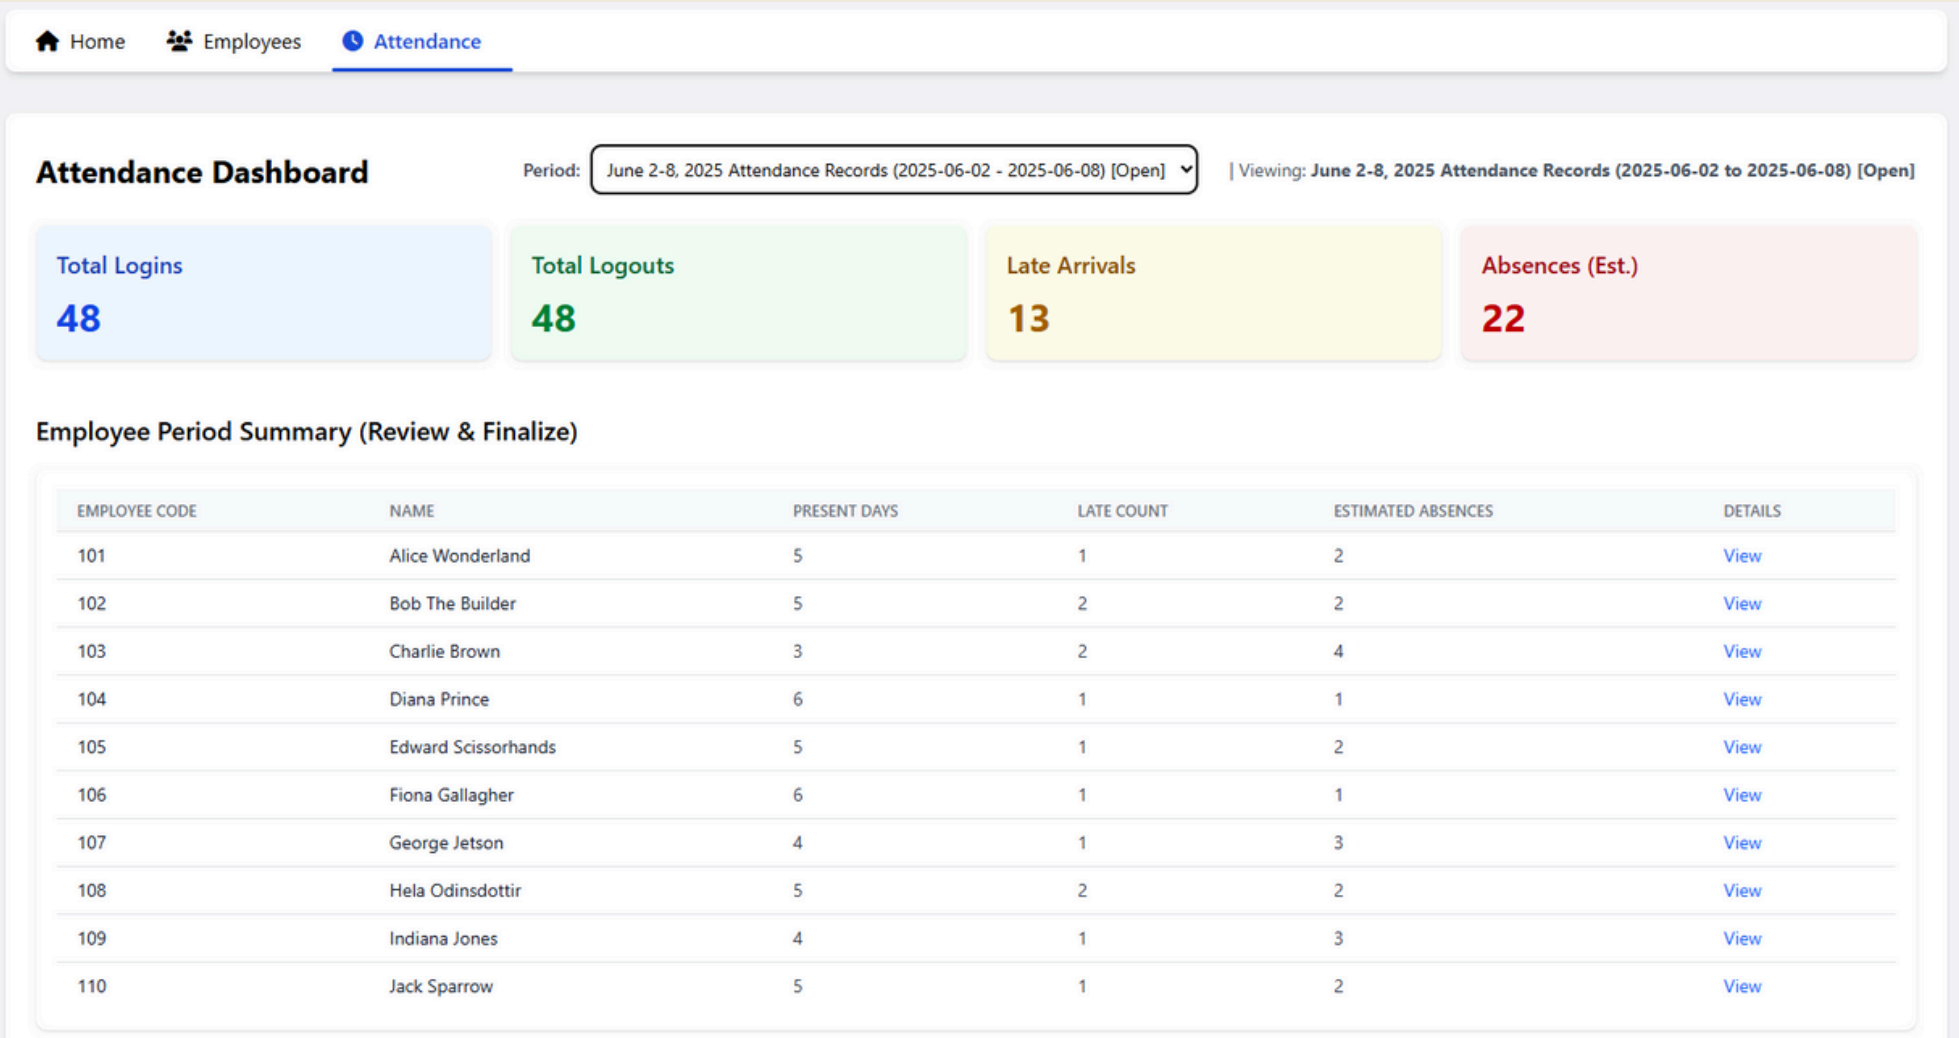 Home Employees Attendance
Attendance Dashboard Period: June 2-8, 2025 Attendance Records (2025-06-02 - 2025-06-08) [Open] | Viewing: June 2-8, 2025 Attendance Records (2025-06-02 to 2025-06-08) [Open]
Total Logins Total Logouts Late Arrivals Absences (Est.)
48 48 13 22
Employee Period Summary (Review & Finalize)
EMPLOYEE CODE NAME PRESENT DAYS LATE COUNT ESTIMATED ABSENCES DETAILS
101 Alice Wonderland 5 1 2 View
102 Bob The Builder 5 2 2 View
103 Charlie Brown 3 2 4 View
104 Diana Prince 6 1 1 View
105 Edward Scissorhands 5 1 2 View
106 Fiona Gallagher 6 1 1 View
107 George Jetson 4 1 3 View
108 Hela Odinsdottir 5 2 2 View
109 Indiana Jones 4 1 3 View
110 Jack Sparrow 5 1 2 View